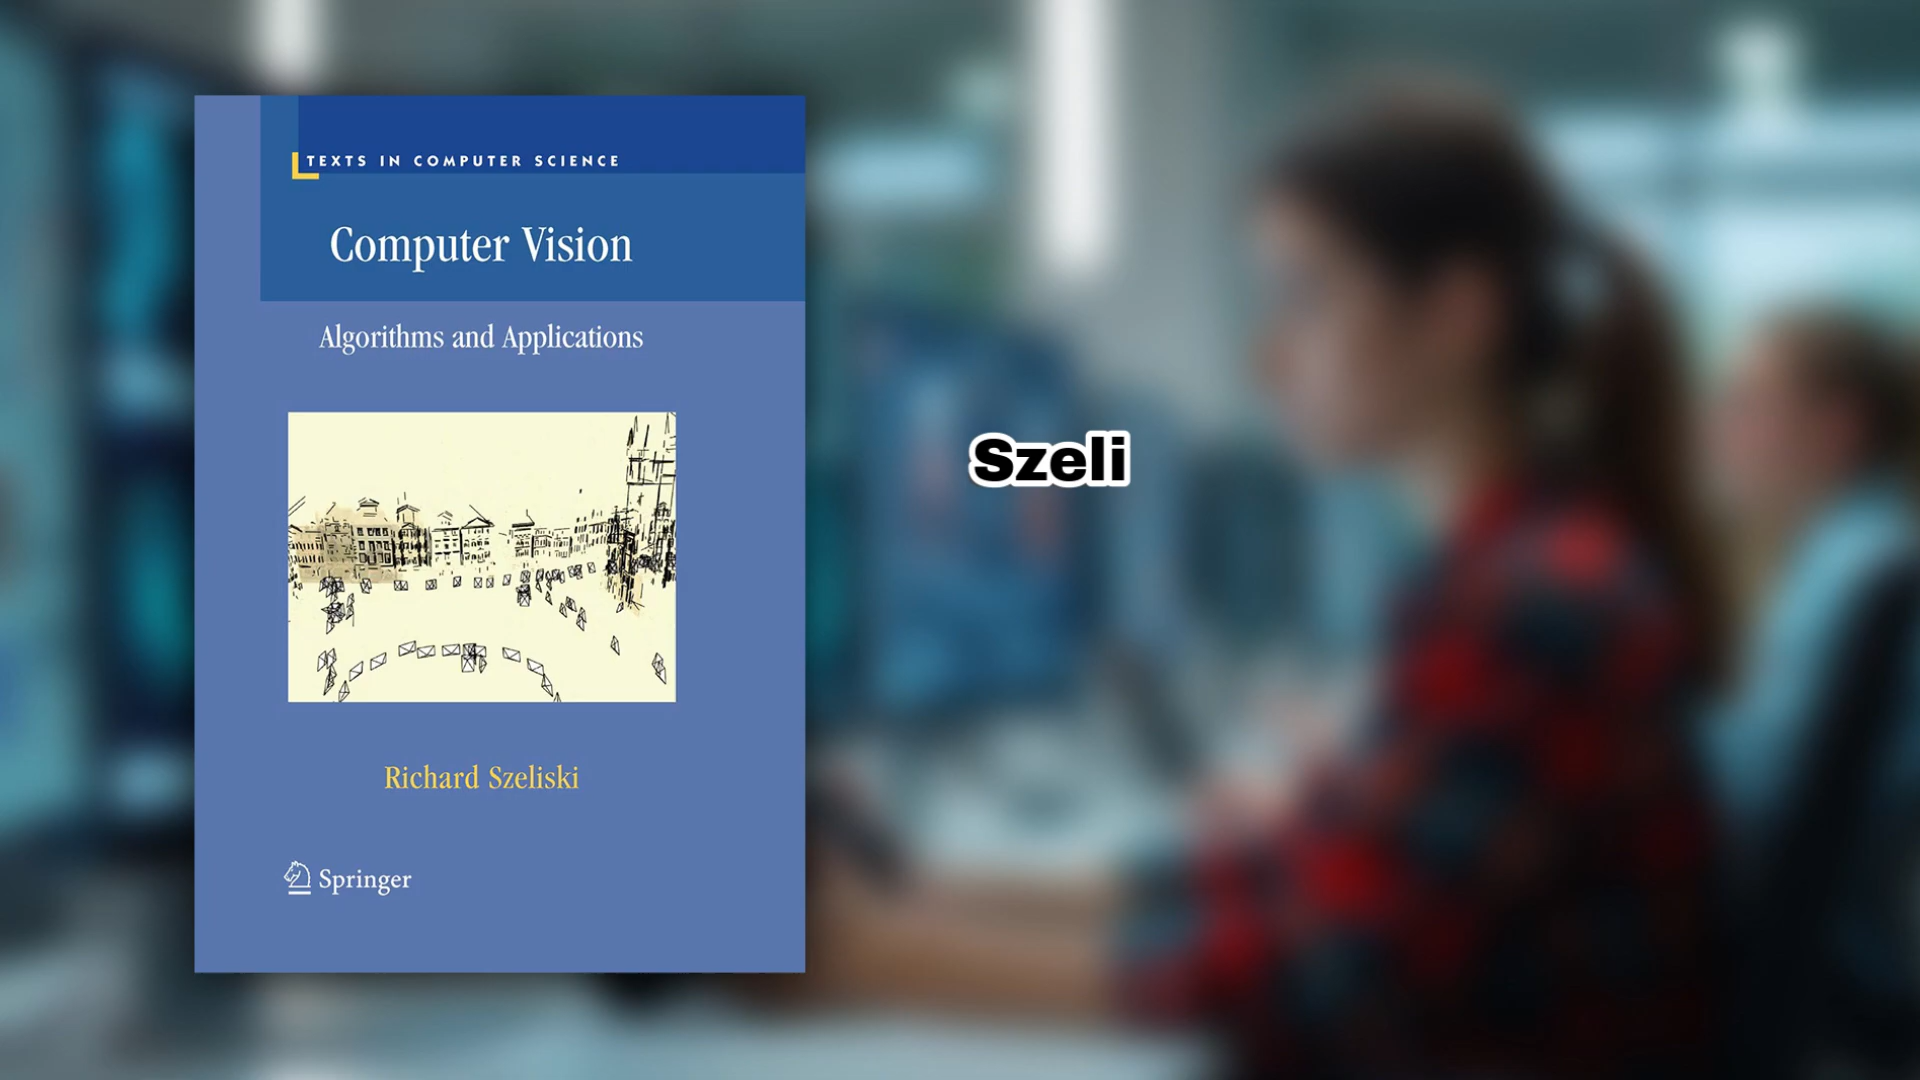 TEXTS IN COMPUTER SCIENCE
Computer Vision
Algorithms and Applications
Richard Szeliski
Springer
Szeli